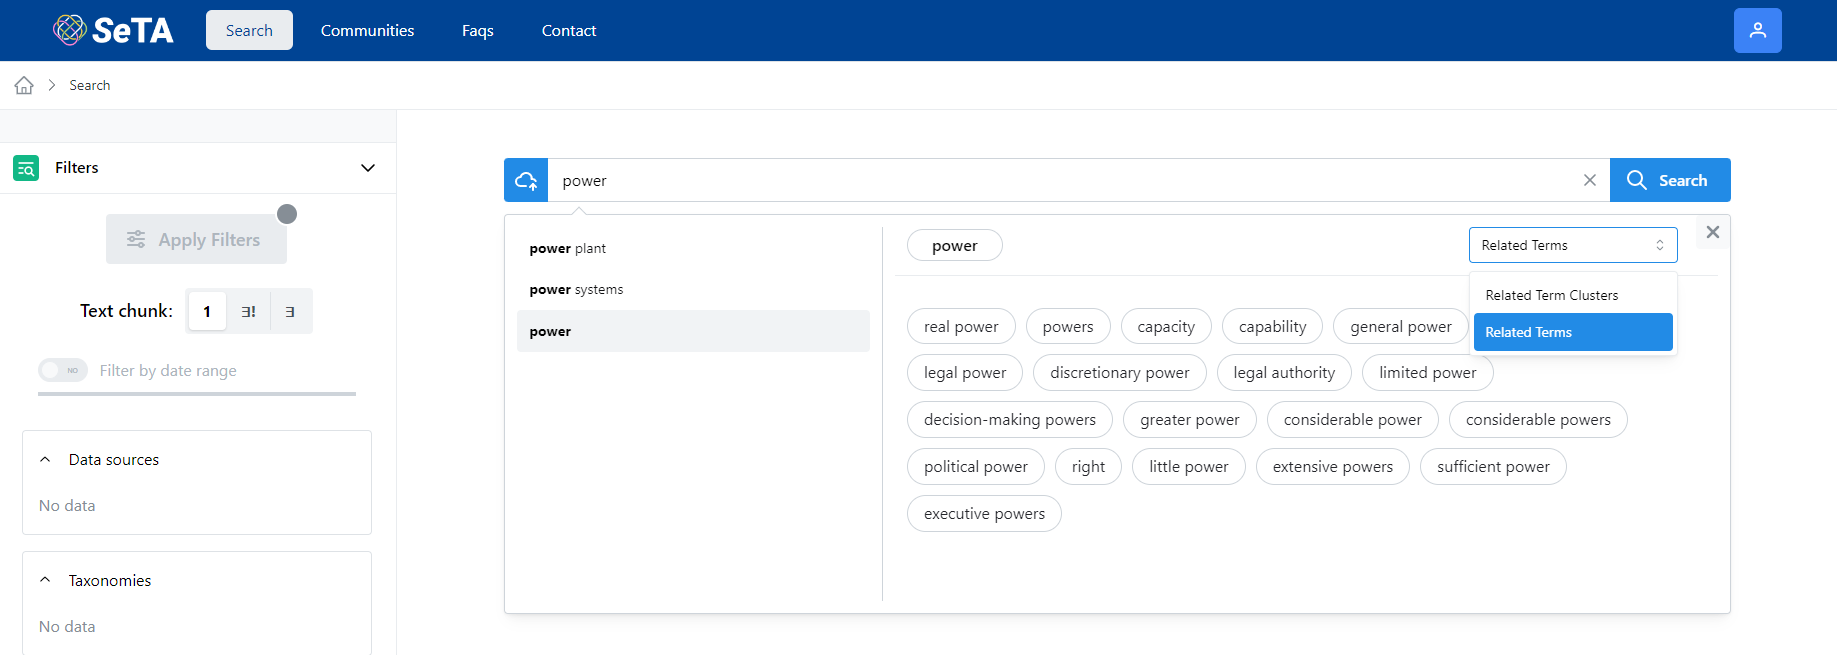 SeTA Search Communities Faqs Contact
Search
Filters
Apply Filters
Text chunk: 1 ∃! ∃
NO Filter by date range
Data sources
No data
Taxonomies
No data
power Search
power plant
power systems
power
power Related Terms
Related Term Clusters
Related Terms
real power powers capacity capability general power
legal power discretionary power legal authority limited power
decision-making powers greater power considerable power considerable powers
political power right little power extensive powers sufficient power
executive powers